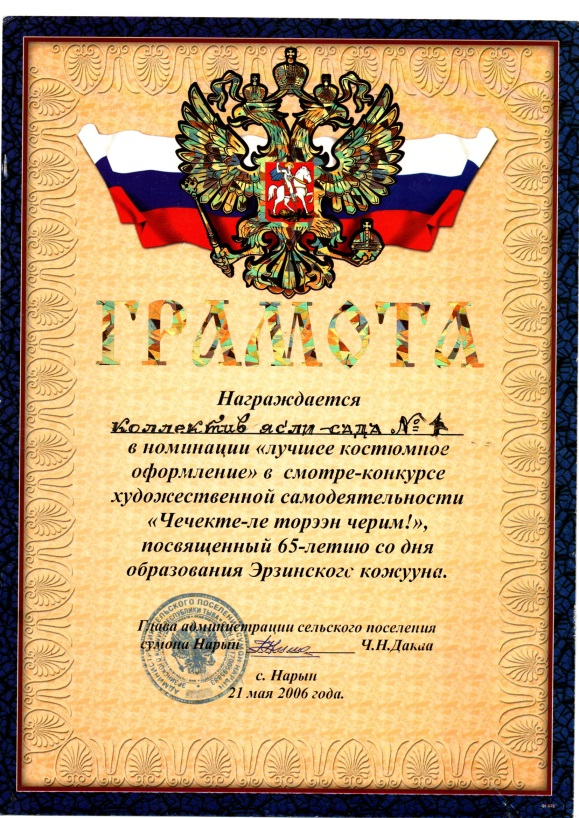 ГРАМОТА
Награждается
коллектив ясли-сада № 1
в номинации «лучшее костюмное
оформление» в смотре-конкурсе
художественной самодеятельности
«Чечекте-ле торээн черим!»,
посвященный 65-летию со дня
образования Эрзинского кожууна.
Глава администрации сельского поселения
сумона Нарын Ч.Н.Дакаа
с. Нарын
21 мая 2006 года.